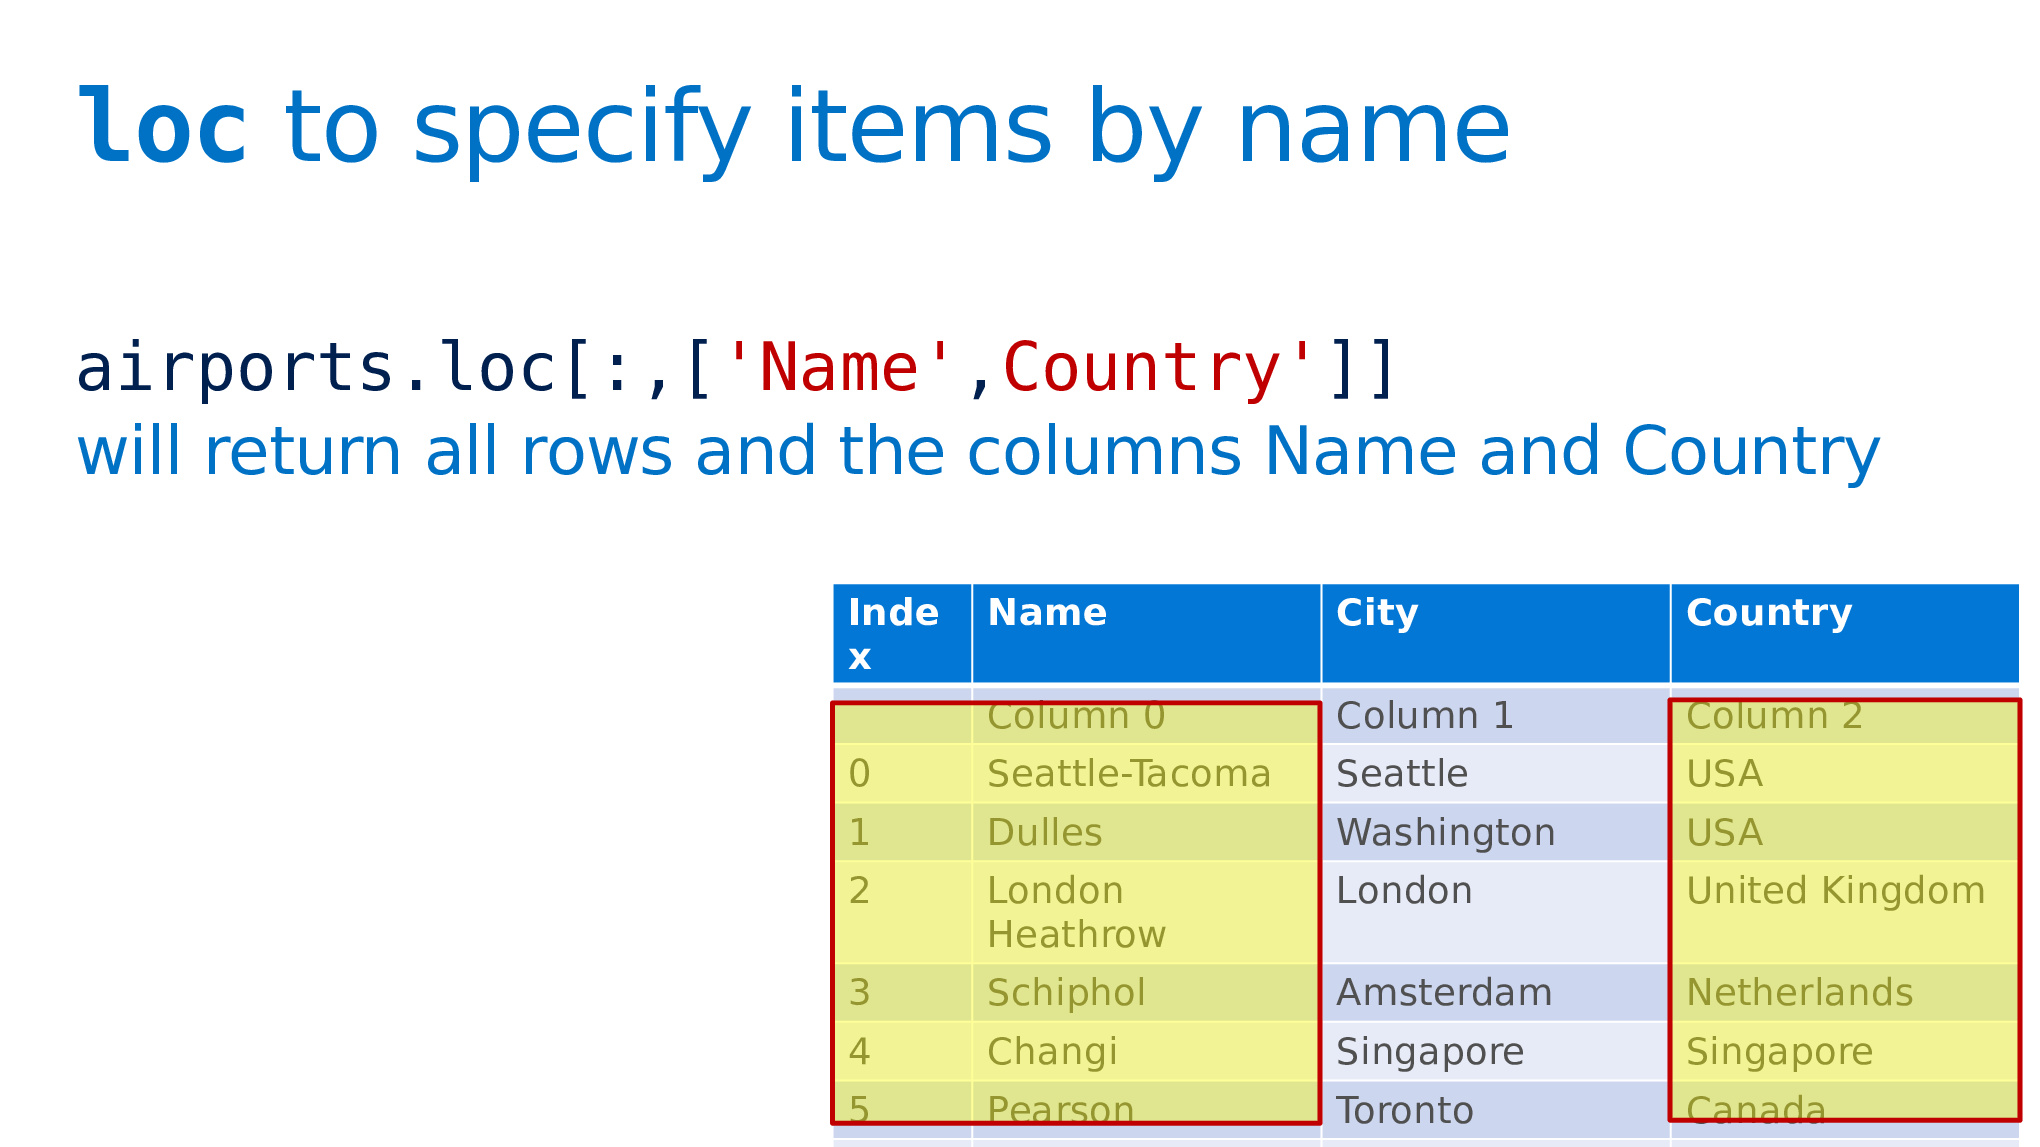 loc to specify items by name
airports.loc[:,['Name',Country']]
will return all rows and the columns Name and Country
Index Name City Country
Column 0 Column 1 Column 2
0 Seattle-Tacoma Seattle USA
1 Dulles Washington USA
2 London Heathrow London United Kingdom
3 Schiphol Amsterdam Netherlands
4 Changi Singapore Singapore
5 Pearson Toronto Canada